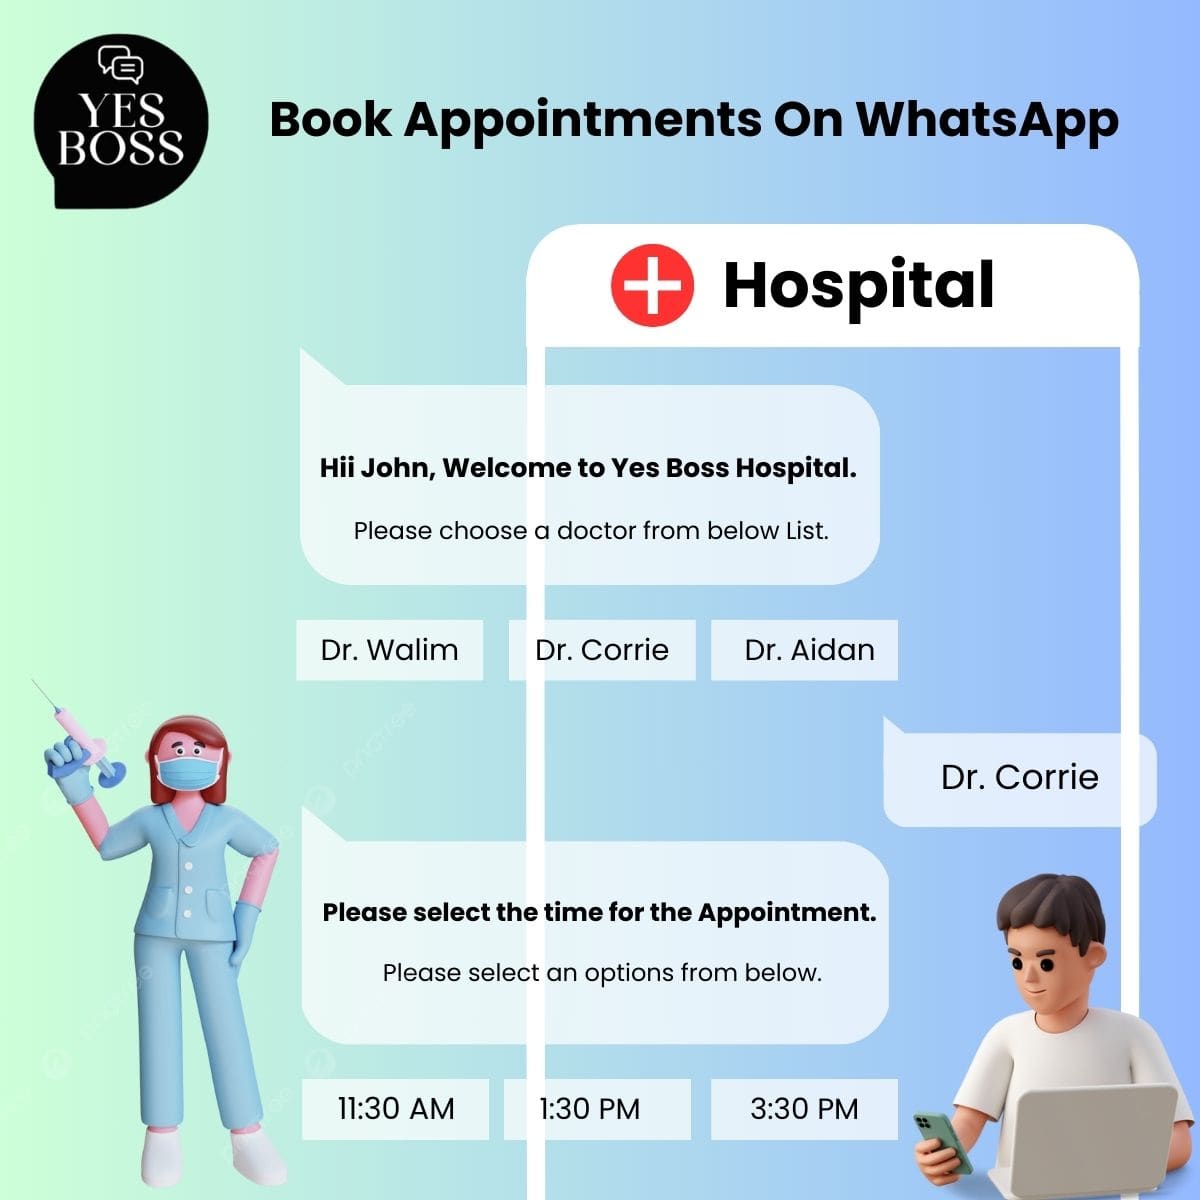 YES
BOSS
Book Appointments On WhatsApp
Hospital
Hii John, Welcome to Yes Boss Hospital.
Please choose a doctor from below List.
Dr. Walim
Dr. Corrie
Dr. Aidan
Dr. Corrie
Please select the time for the Appointment.
Please select an options from below.
11:30 AM
1:30 PM
3:30 PM
pngtree